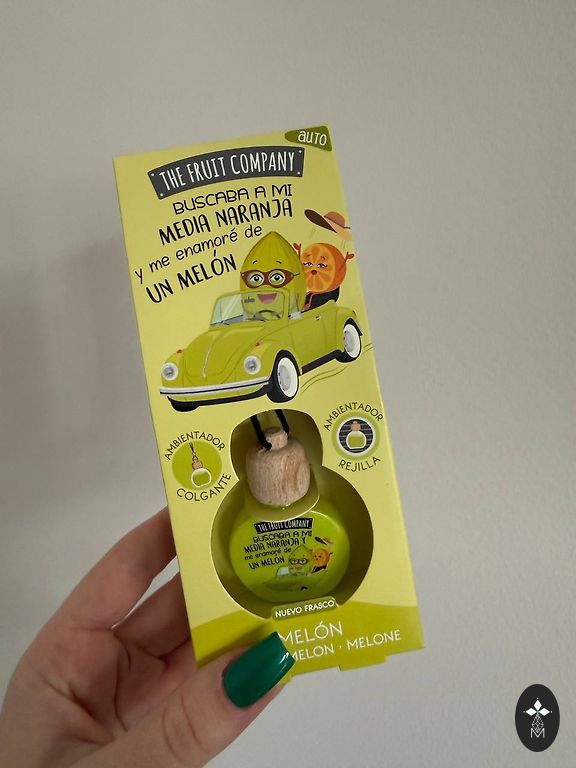 AUTO
THE FRUIT COMPANY
BUSCABA A MI
MEDIA NARANJA
y me enamoré de
UN MELÓN
AMBIENTADOR
COLGANTE
AMBIENTADOR
REJILLA
THE FRUIT COMPANY
BUSCABA A MI
MEDIA NARANJA Y
me enamoré de
UN MELÓN
NUEVO FRASCO
MELÓN
MELON · MELONE